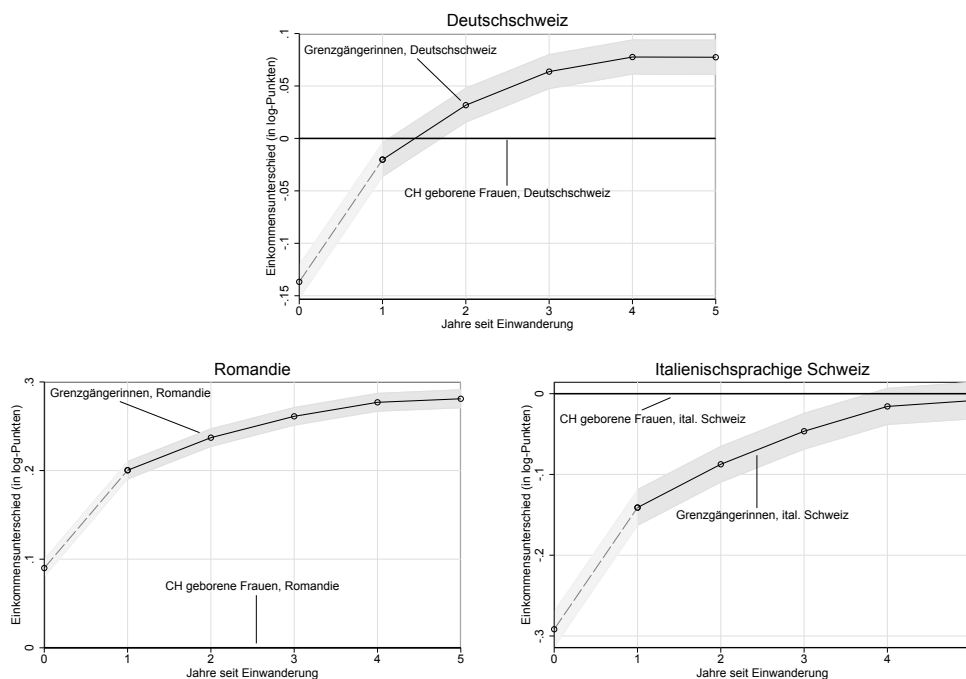 Deutschschweiz
Einkommensunterschied (in log-Punkten)
.1
.05
0
-.05
-.1
-.15
Grenzgängerinnen, Deutschschweiz
CH geborene Frauen, Deutschschweiz
0 1 2 3 4 5
Jahre seit Einwanderung
Romandie
Einkommensunterschied (in log-Punkten)
.3
.2
.1
0
Grenzgängerinnen, Romandie
CH geborene Frauen, Romandie
0 1 2 3 4 5
Jahre seit Einwanderung
Italienischsprachige Schweiz
Einkommensunterschied (in log-Punkten)
0
-.1
-.2
-.3
CH geborene Frauen, ital. Schweiz
Grenzgängerinnen, ital. Schweiz
0 1 2 3 4
Jahre seit Einwanderung